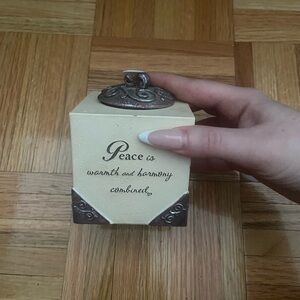 Peace is
warmth and harmony
combined